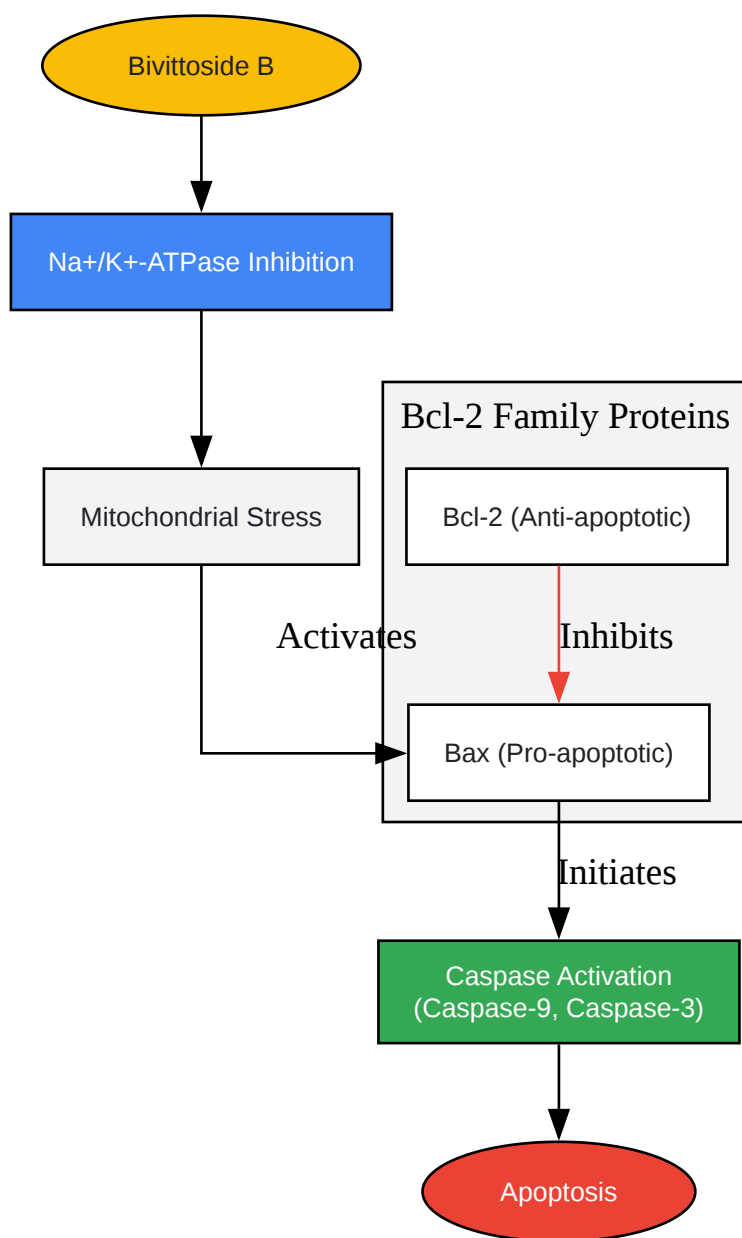 Bivittoside B
Na+/K+-ATPase Inhibition
Bcl-2 Family Proteins
Mitochondrial Stress
Bcl-2 (Anti-apoptotic)
Activates
Inhibits
Bax (Pro-apoptotic)
Initiates
Caspase Activation
(Caspase-9, Caspase-3)
Apoptosis